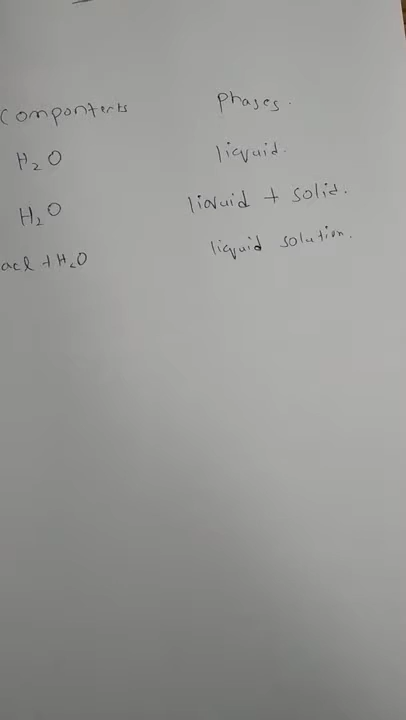 Components phases.
H₂O liquid.
H₂O liquid + solid.
acl + H₂O liquid solution.